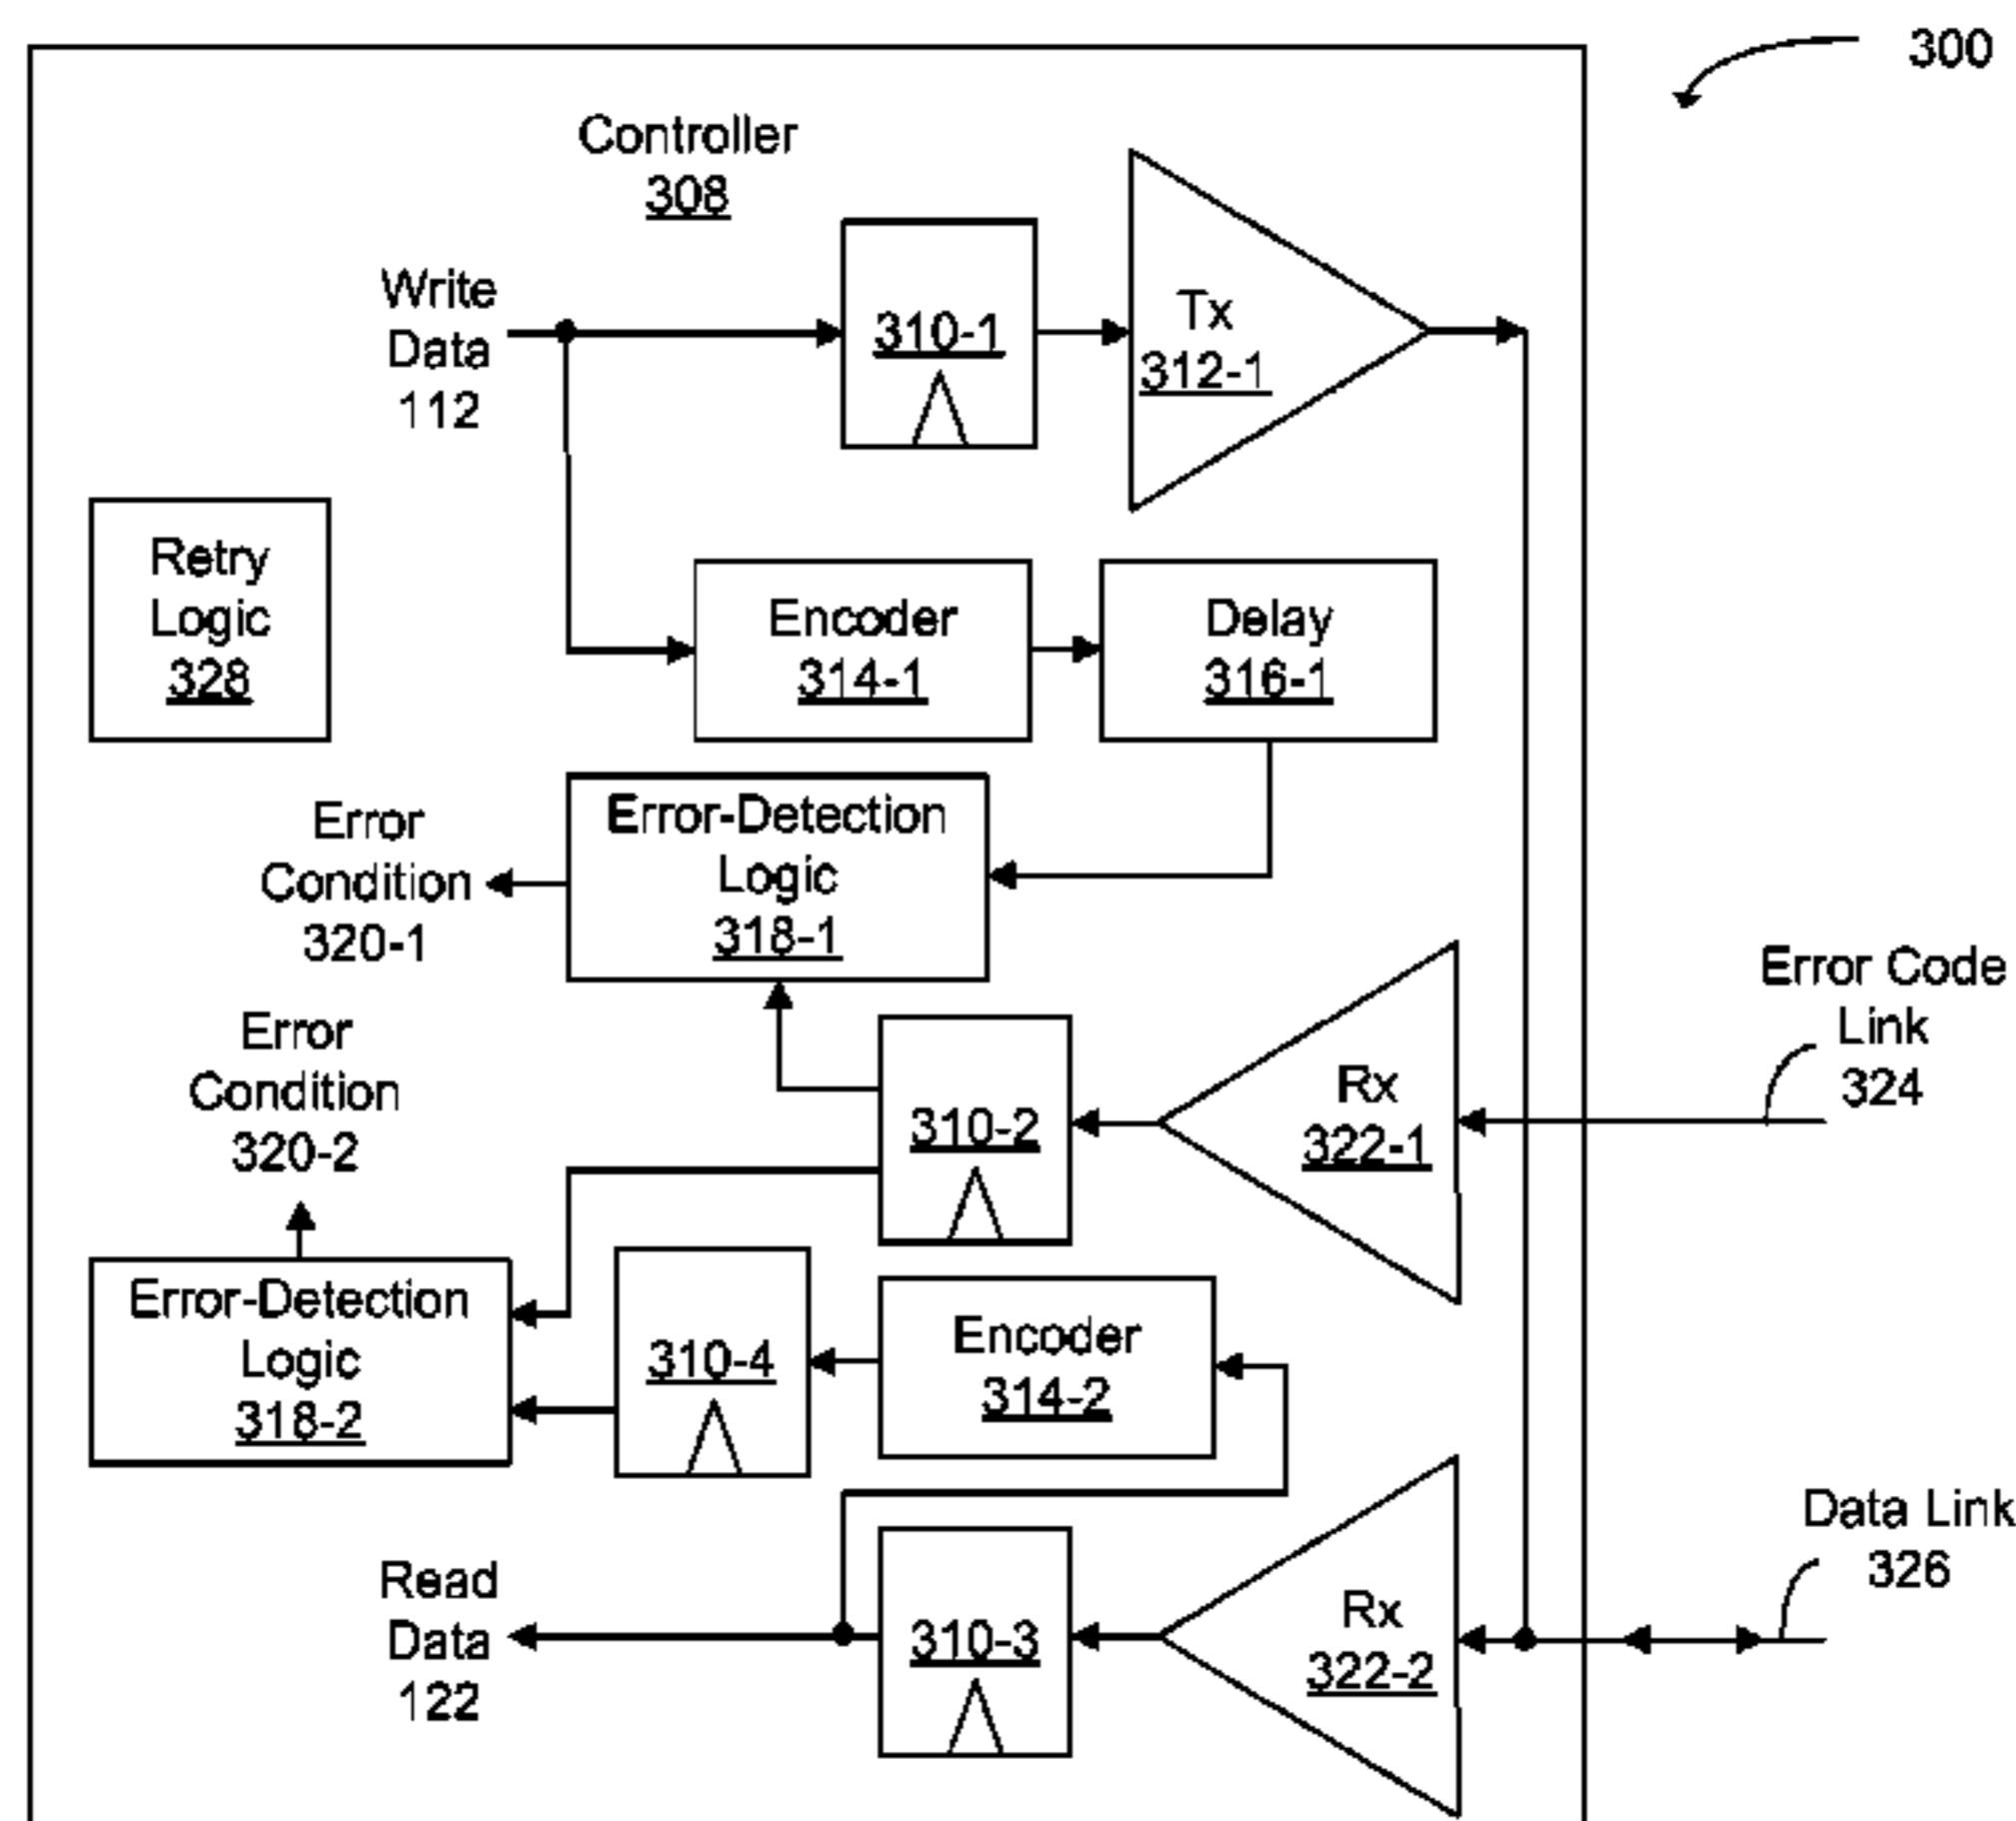 300
Controller
308
Write
Data
112
310-1
Tx
312-1
Retry
Logic
328
Encoder
314-1
Delay
316-1
Error
Condition
320-1
Error-Detection
Logic
318-1
Error Code
Link
324
Error
Condition
320-2
310-2
Rx
322-1
Error-Detection
Logic
318-2
310-4
Encoder
314-2
Data Link
326
Read
Data
122
310-3
Rx
322-2